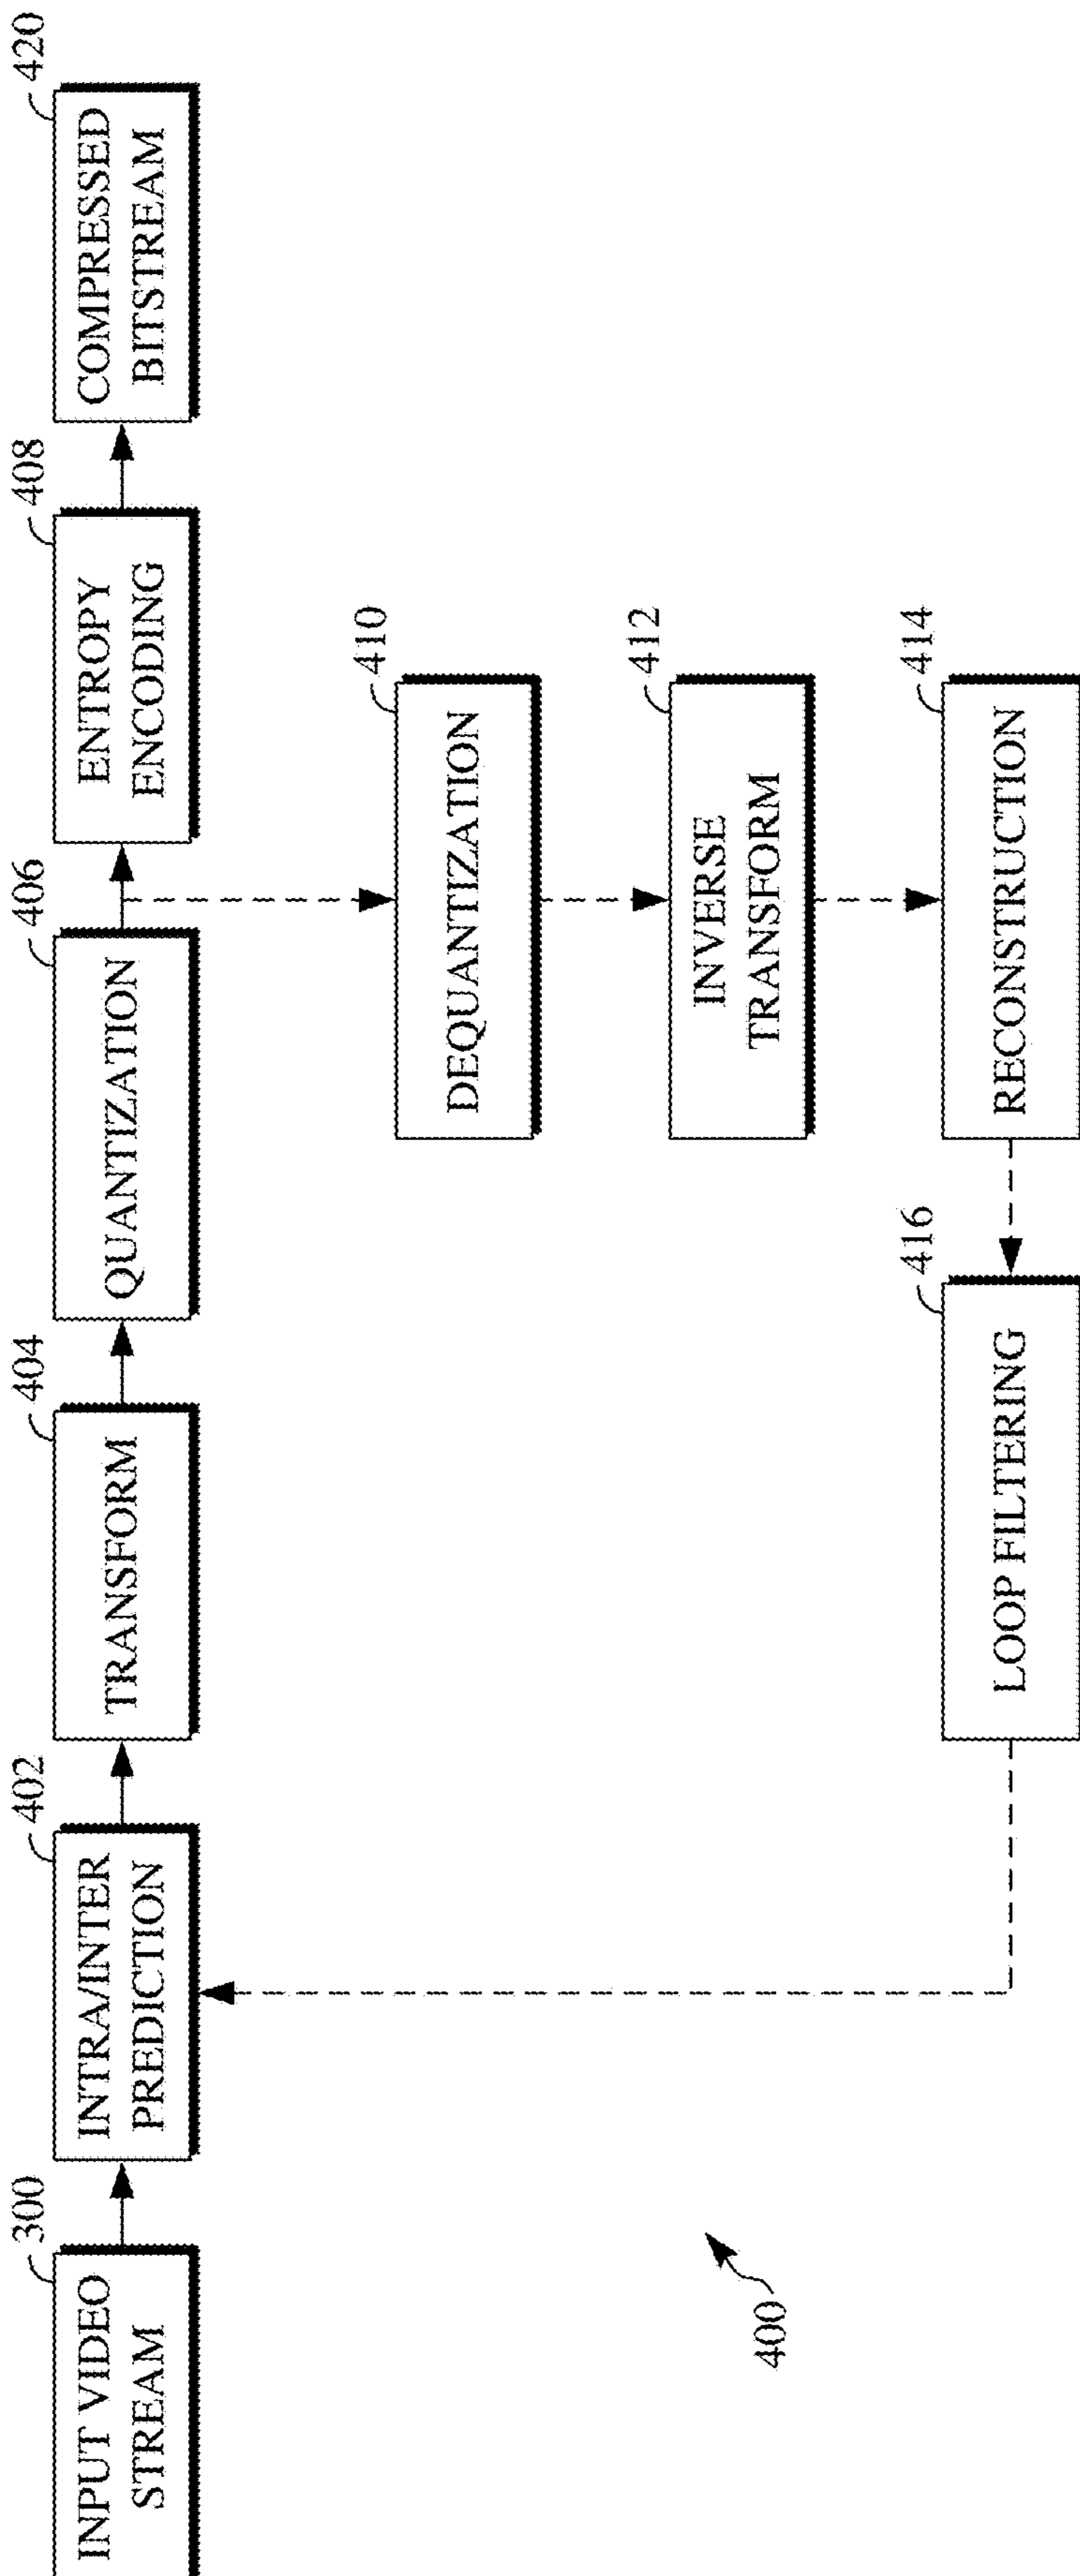 300
INPUT VIDEO
STREAM
402
INTRA/INTER
PREDICTION
404
TRANSFORM
406
QUANTIZATION
408
ENTROPY
ENCODING
420
COMPRESSED
BITSTREAM
410
DEQUANTIZATION
412
INVERSE
TRANSFORM
414
RECONSTRUCTION
416
LOOP FILTERING
400